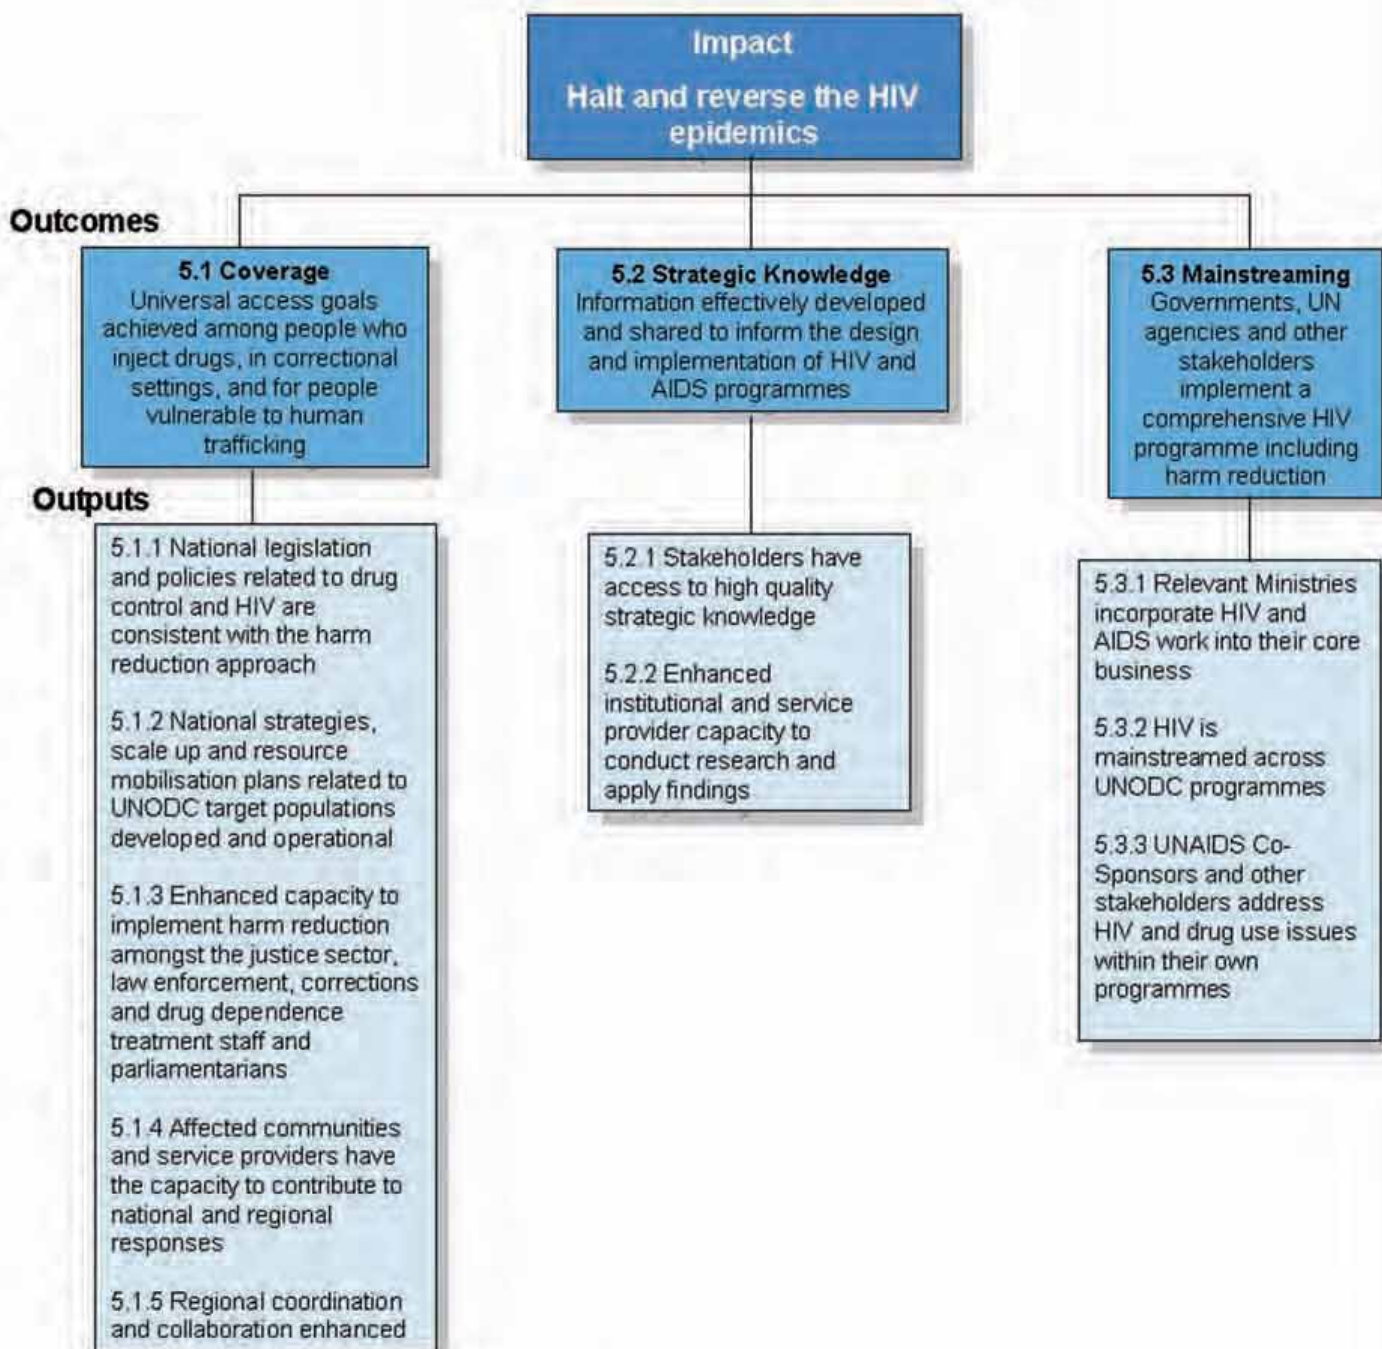 Impact
Halt and reverse the HIV
epidemics
Outcomes
5.1 Coverage
Universal access goals
achieved among people who
inject drugs, in correctional
settings, and for people
vulnerable to human
trafficking
5.2 Strategic Knowledge
Information effectively developed
and shared to inform the design
and implementation of HIV and
AIDS programmes
5.3 Mainstreaming
Governments, UN
agencies and other
stakeholders
implement a
comprehensive HIV
programme including
harm reduction
Outputs
5.1.1 National legislation
and policies related to drug
control and HIV are
consistent with the harm
reduction approach
5.1.2 National strategies,
scale up and resource
mobilisation plans related to
UNODC target populations
developed and operational
5.1.3 Enhanced capacity to
implement harm reduction
amongst the justice sector,
law enforcement, corrections
and drug dependence
treatment staff and
parliamentarians
5.1.4 Affected communities
and service providers have
the capacity to contribute to
national and regional
responses
5.1.5 Regional coordination
and collaboration enhanced
5.2.1 Stakeholders have
access to high quality
strategic knowledge
5.2.2 Enhanced
institutional and service
provider capacity to
conduct research and
apply findings
5.3.1 Relevant Ministries
incorporate HIV and
AIDS work into their core
business
5.3.2 HIV is
mainstreamed across
UNODC programmes
5.3.3 UNAIDS Co-
Sponsors and other
stakeholders address
HIV and drug use issues
within their own
programmes